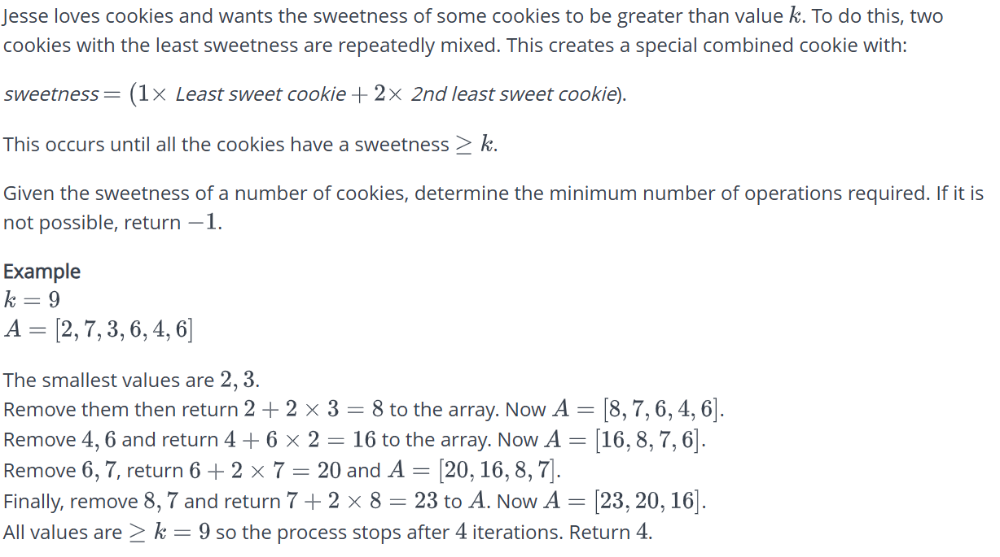 Jesse loves cookies and wants the sweetness of some cookies to be greater than value k. To do this, two
cookies with the least sweetness are repeatedly mixed. This creates a special combined cookie with:
sweetness = (1× Least sweet cookie + 2× 2nd least sweet cookie).
This occurs until all the cookies have a sweetness ≥ k.
Given the sweetness of a number of cookies, determine the minimum number of operations required. If it is
not possible, return −1.
Example
k = 9
A = [2, 7, 3, 6, 4, 6]
The smallest values are 2, 3.
Remove them then return 2 + 2 × 3 = 8 to the array. Now A = [8, 7, 6, 4, 6].
Remove 4, 6 and return 4 + 6 × 2 = 16 to the array. Now A = [16, 8, 7, 6].
Remove 6, 7, return 6 + 2 × 7 = 20 and A = [20, 16, 8, 7].
Finally, remove 8, 7 and return 7 + 2 × 8 = 23 to A. Now A = [23, 20, 16].
All values are ≥ k = 9 so the process stops after 4 iterations. Return 4.